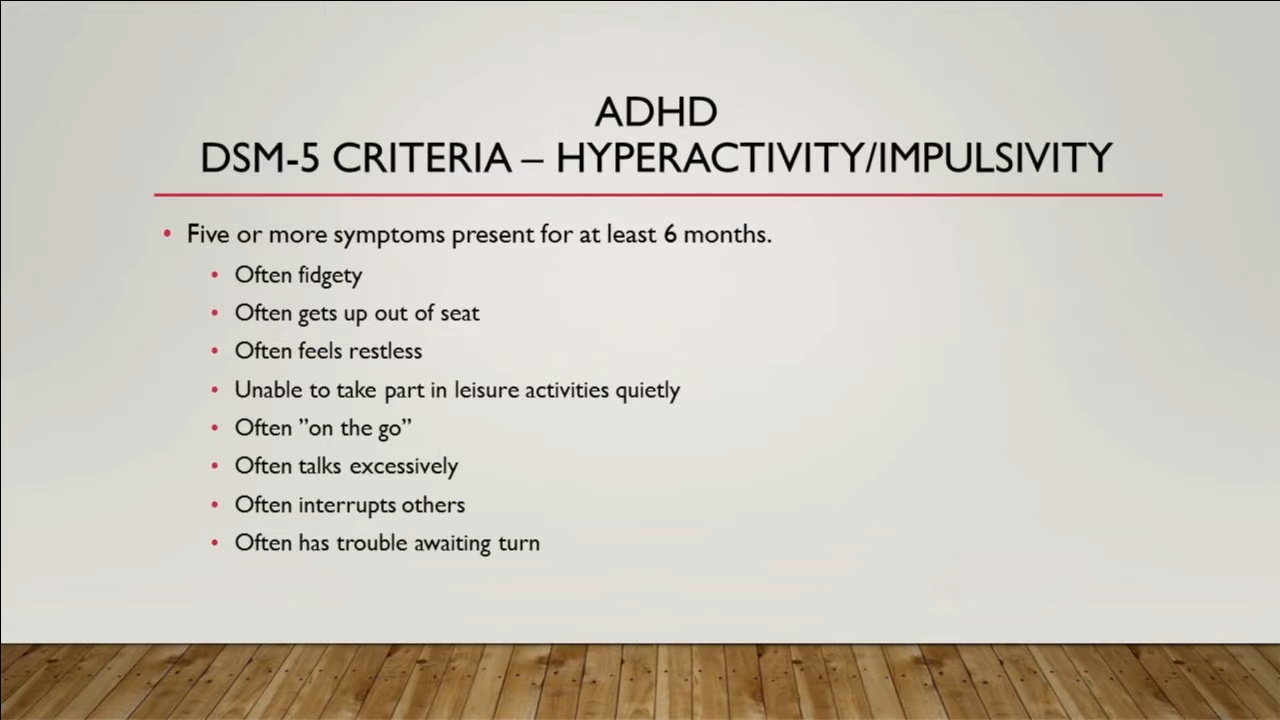 ADHD
DSM-5 CRITERIA – HYPERACTIVITY/IMPULSIVITY
• Five or more symptoms present for at least 6 months.
• Often fidgety
• Often gets up out of seat
• Often feels restless
• Unable to take part in leisure activities quietly
• Often ”on the go”
• Often talks excessively
• Often interrupts others
• Often has trouble awaiting turn